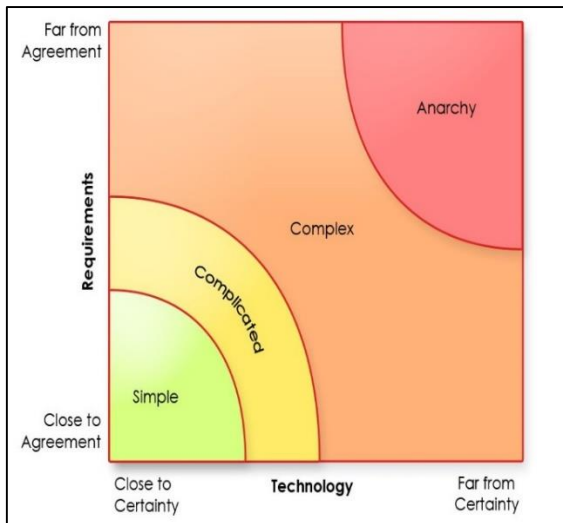 Far from
Agreement
Anarchy
Requirements
Complex
Complicated
Simple
Close to
Agreement
Close to
Certainty
Technology
Far from
Certainty